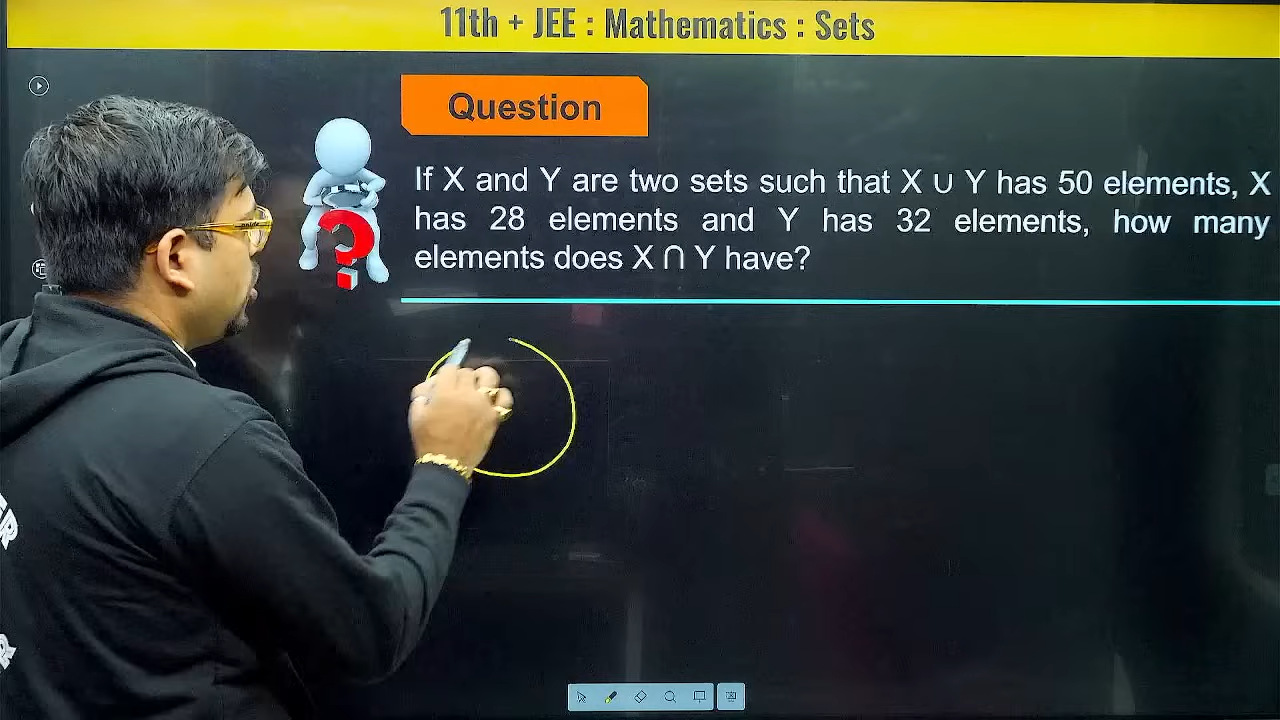 11th + JEE : Mathematics : Sets
Question
If X and Y are two sets such that X ∪ Y has 50 elements, X
has 28 elements and Y has 32 elements, how many
elements does X ∩ Y have?